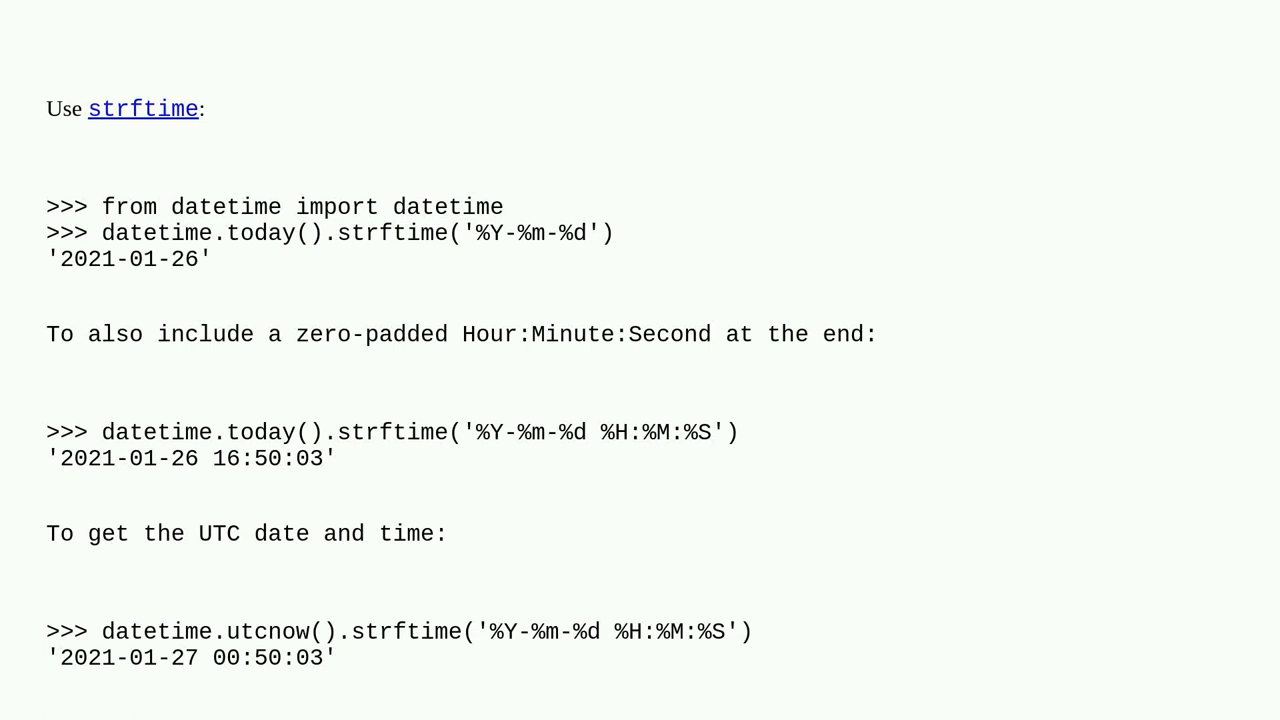 Use strftime:
>>> from datetime import datetime
>>> datetime.today().strftime('%Y-%m-%d')
'2021-01-26'
To also include a zero-padded Hour:Minute:Second at the end:
>>> datetime.today().strftime('%Y-%m-%d %H:%M:%S')
'2021-01-26 16:50:03'
To get the UTC date and time:
>>> datetime.utcnow().strftime('%Y-%m-%d %H:%M:%S')
'2021-01-27 00:50:03'